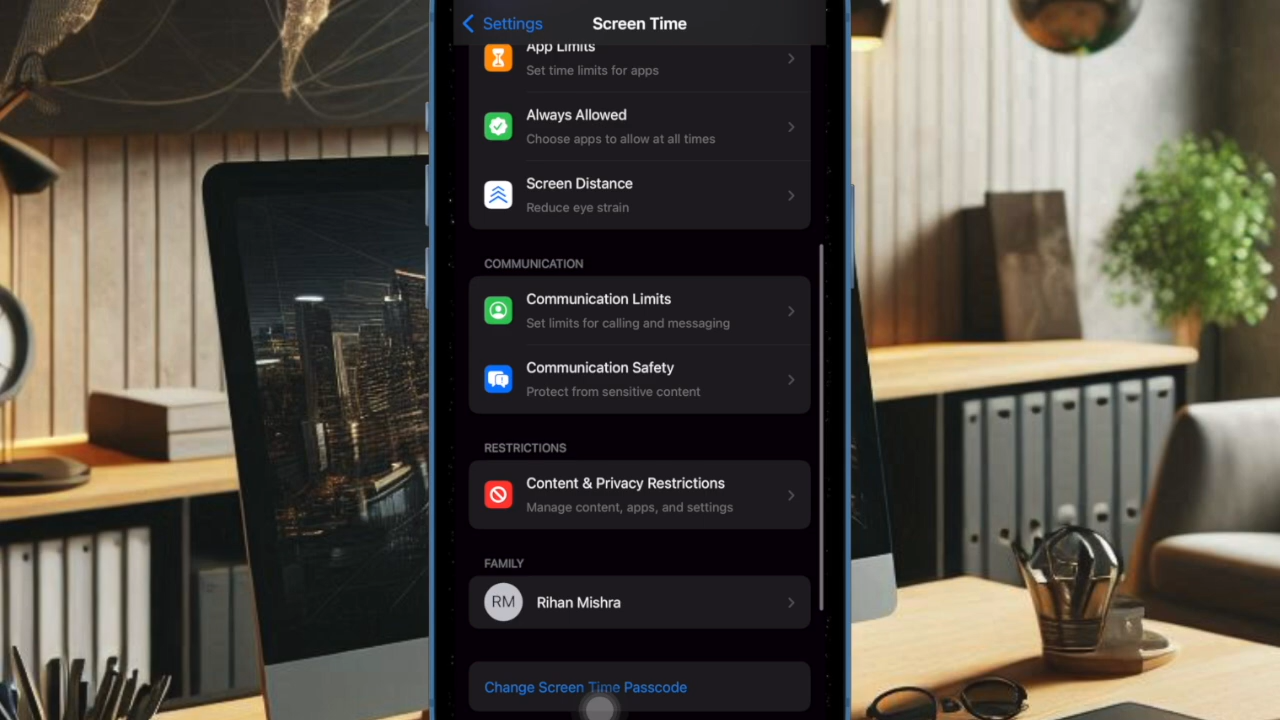 Settings
Screen Time
App Limits
Set time limits for apps
Always Allowed
Choose apps to allow at all times
Screen Distance
Reduce eye strain
COMMUNICATION
Communication Limits
Set limits for calling and messaging
Communication Safety
Protect from sensitive content
RESTRICTIONS
Content & Privacy Restrictions
Manage content, apps, and settings
FAMILY
RM
Rihan Mishra
Change Screen Time Passcode